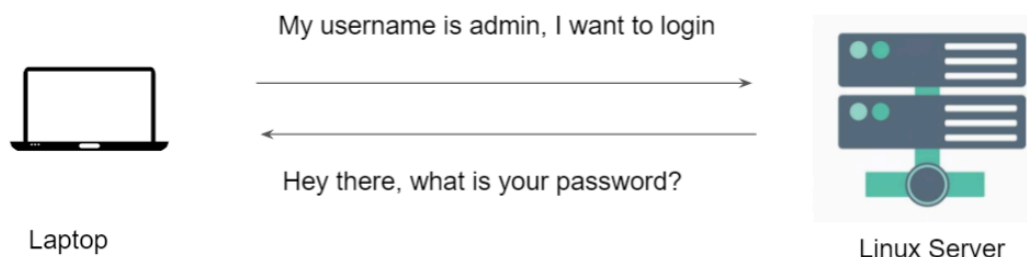 My username is admin, I want to login
Hey there, what is your password?
Laptop
Linux Server